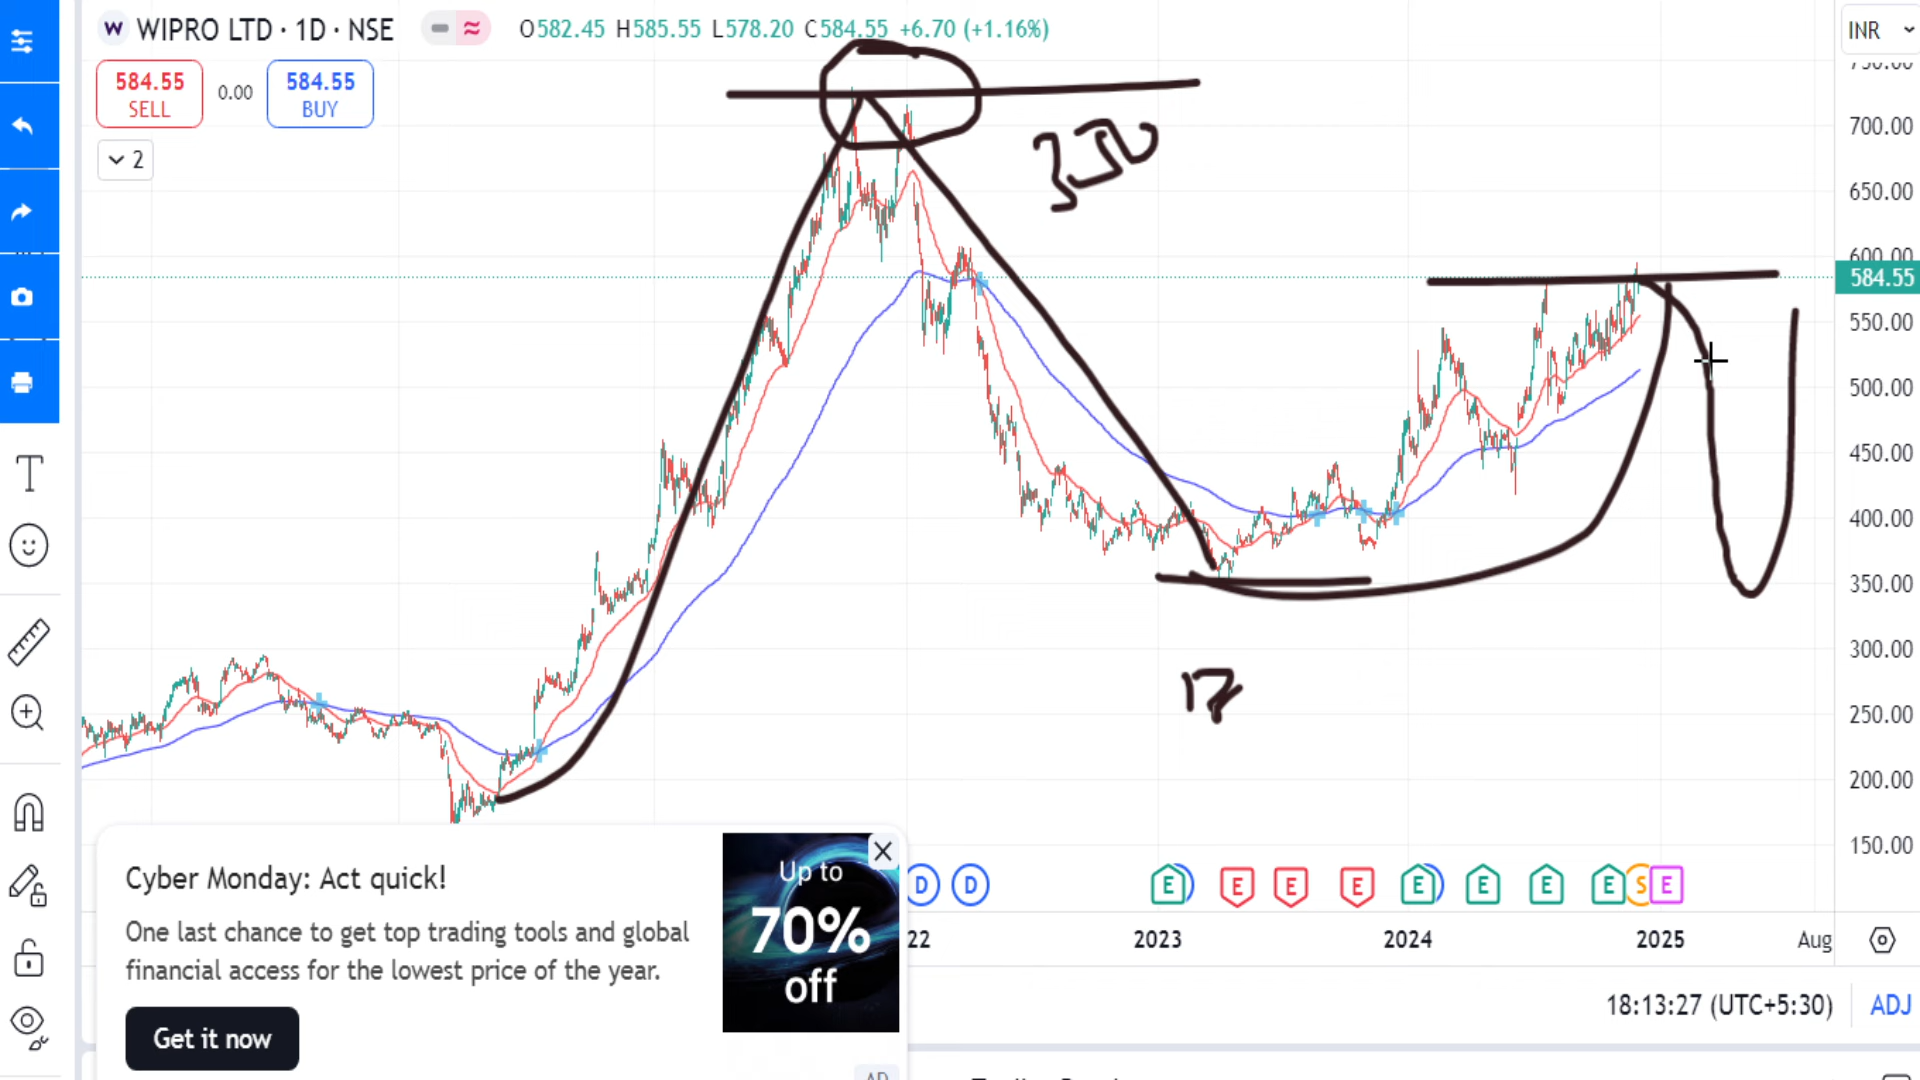 W WIPRO LTD · 1D · NSE O582.45 H585.55 L578.20 C584.55 +6.70 (+1.16%) INR
584.55 SELL 0.00 584.55 BUY
2
350
700.00
650.00
600.00
584.55
550.00
500.00
450.00
400.00
350.00
300.00
250.00
200.00
150.00
Cyber Monday: Act quick!
One last chance to get top trading tools and global
financial access for the lowest price of the year.
Get it now
Up to
70%
off
D D E E E E E E E E S E
22 2023 2024 2025 Aug
18:13:27 (UTC+5:30) ADJ